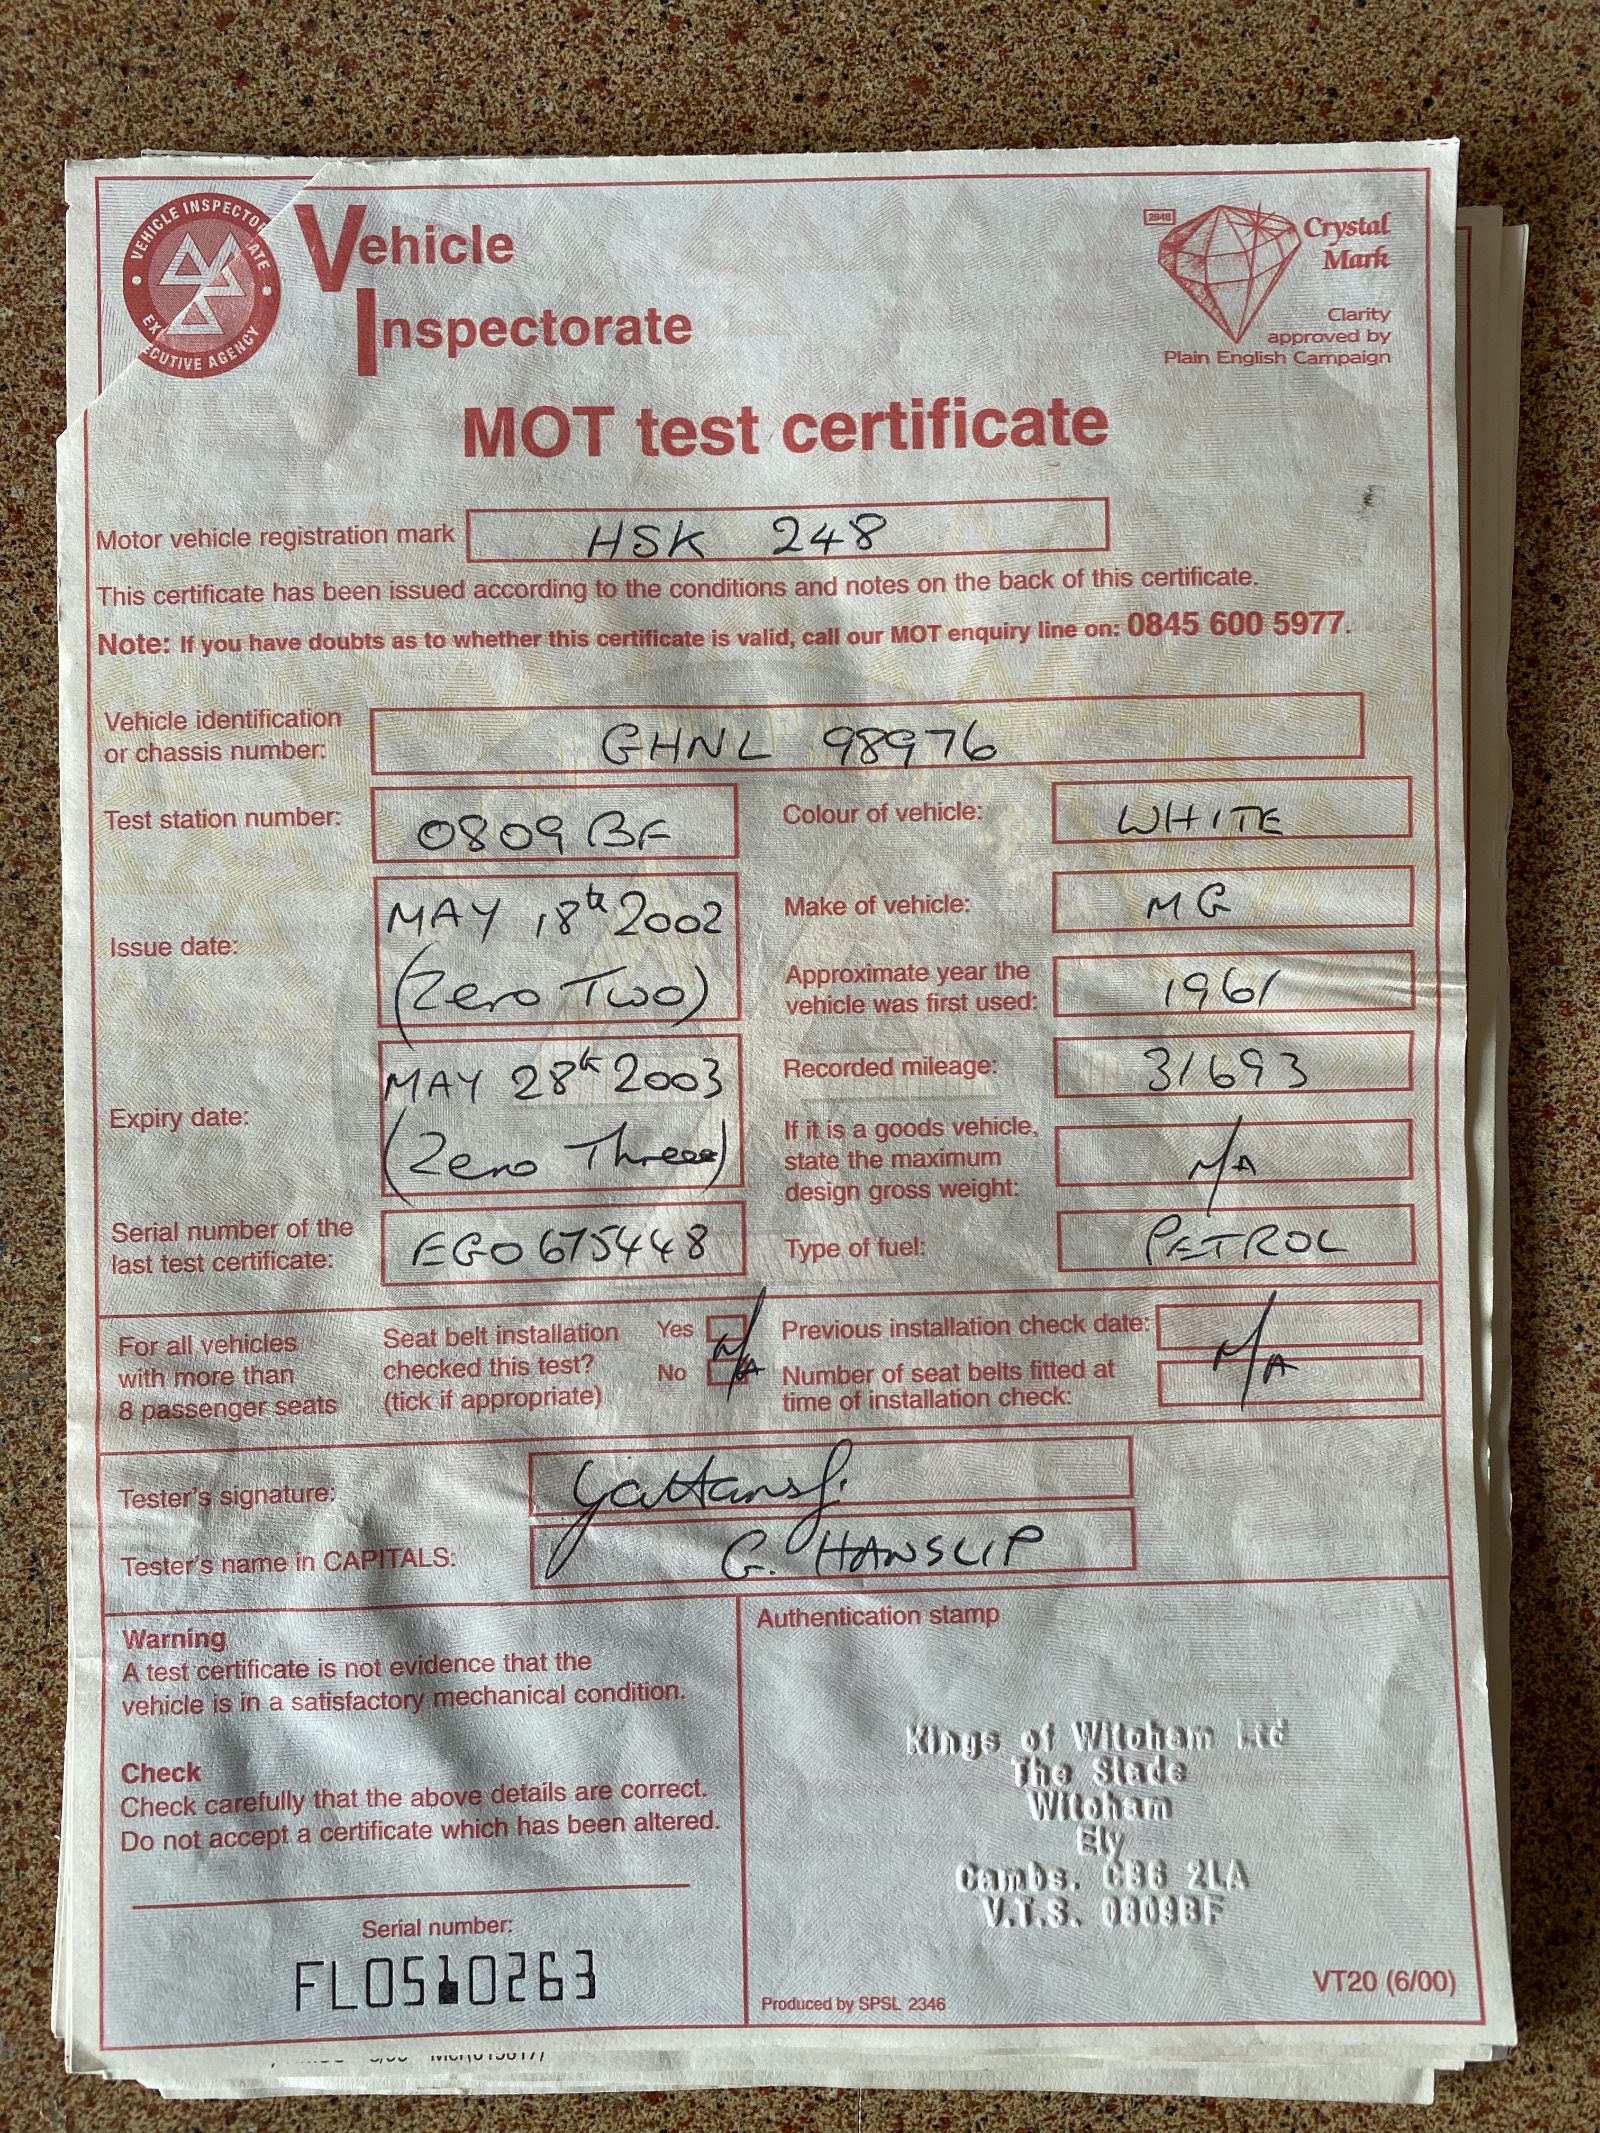 VEHICLE INSPECTORATE
EXECUTIVE AGENCY
Vehicle
Inspectorate
2848
Crystal
Mark
Clarity
approved by
Plain English Campaign
MOT test certificate
Motor vehicle registration mark HSK 248
This certificate has been issued according to the conditions and notes on the back of this certificate.
Note: If you have doubts as to whether this certificate is valid, call our MOT enquiry line on: 0845 600 5977.
Vehicle identification
or chassis number: GHNL 98976
Test station number: 0809 BF
Colour of vehicle: WHITE
Issue date: MAY 18th 2002
(Zero Two)
Make of vehicle: MG
Approximate year the
vehicle was first used: 1961
Expiry date: MAY 28th 2003
(Zero Three)
Recorded mileage: 31693
If it is a goods vehicle,
state the maximum
design gross weight: N/A
Serial number of the
last test certificate: EGO 675448
Type of fuel: PETROL
For all vehicles
with more than
8 passenger seats
Seat belt installation
checked this test?
(tick if appropriate)
Yes
No
N/A
Previous installation check date:
Number of seat belts fitted at
time of installation check:
N/A
Tester's signature:
Tester's name in CAPITALS: G. HANSLIP
Warning
A test certificate is not evidence that the
vehicle is in a satisfactory mechanical condition.
Check
Check carefully that the above details are correct.
Do not accept a certificate which has been altered.
Serial number:
FL0510263
Authentication stamp
Kings of Witcham Ltd
The Slade
Witcham
Ely
Cambs. CB6 2LA
V.T.S. 0809BF
Produced by SPSL 2346
VT20 (6/00)